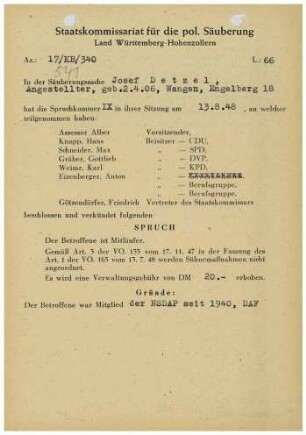 Staatskommissariat für die pol. Säuberung
Land Württemberg-Hohenzollern
Az.: 17/KB/340 L: 66
541
In der Säuberungssache Josef Detzel,
Angestellter, geb.2.4.06, Wangen, Engelberg 18
hat die Spruchkammer IX in ihrer Sitzung am 13.8.48, an welcher
teilgenommen haben:
Assessor Alber Vorsitzender,
Knapp, Hans Beisitzer — CDU,
Schneider, Max „ — SPD,
Gräber, Gottlieb „ — DVP,
Weimar, Karl „ — KPD,
Eizenberger, Anton „ —
„ — Berufsgruppe,
„ — Berufsgruppe,
Götzendörfer, Friedrich Vertreter des Staatskommissars
beschlossen und verkündet folgenden
SPRUCH
Der Betroffene ist Mitläufer.
Gemäß Art. 3 der VO. 133 vom 17. 11. 47 in der Fassung des
Art. 1 der VO. 165 vom 13. 7. 48 werden Sühnemaßnahmen nicht
angeordnet.
Es wird eine Verwaltungsgebühr von DM 20.- erhoben.
Gründe:
Der Betroffene war Mitglied der NSDAP seit 1940, DAF